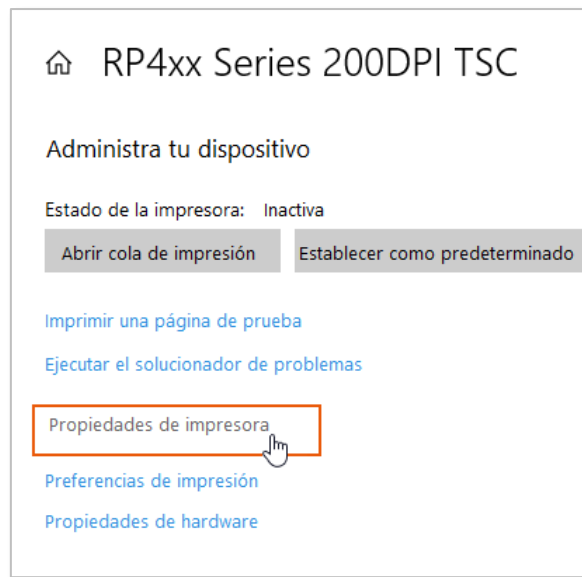 RP4xx Series 200DPI TSC
Administra tu dispositivo
Estado de la impresora: Inactiva
Abrir cola de impresión Establecer como predeterminado
Imprimir una página de prueba
Ejecutar el solucionador de problemas
Propiedades de impresora
Preferencias de impresión
Propiedades de hardware